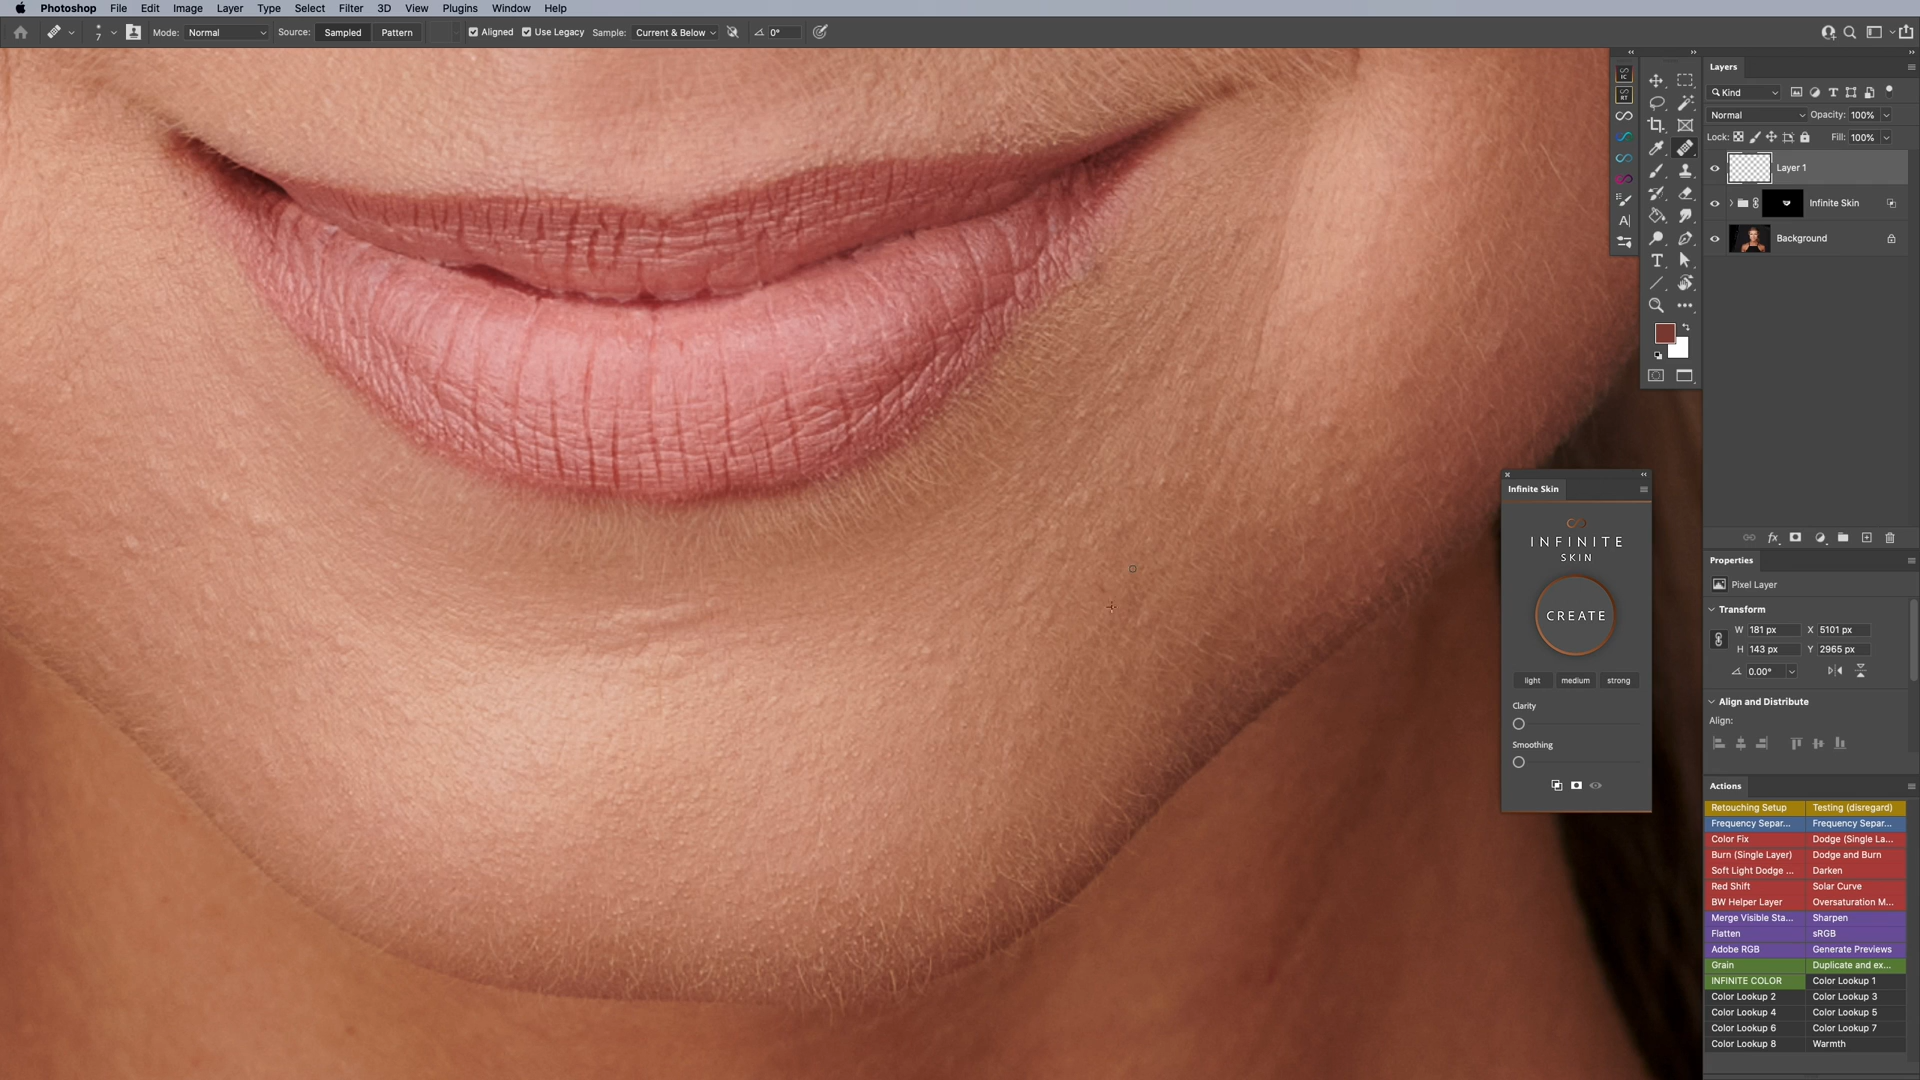 Photoshop File Edit Image Layer Type Select Filter 3D View Plugins Window Help
7 Mode: Normal Source: Sampled Pattern Aligned Use Legacy Sample: Current & Below 0°
Layers
Kind
Normal Opacity: 100%
Lock: Fill: 100%
Layer 1
Infinite Skin
Background
Infinite Skin
INFINITE
SKIN
CREATE
light medium strong
Clarity
Smoothing
Properties
Pixel Layer
Transform
W 181 px X 5101 px
H 143 px Y 2965 px
0.00°
Align and Distribute
Align:
Actions
Retouching Setup Testing (disregard)
Frequency Separ... Frequency Separ...
Color Fix Dodge (Single La...
Burn (Single Layer) Dodge and Burn
Soft Light Dodge ... Darken
Red Shift Solar Curve
BW Helper Layer Oversaturation M...
Merge Visible Sta... Sharpen
Flatten sRGB
Adobe RGB Generate Previews
Grain Duplicate and ex...
INFINITE COLOR Color Lookup 1
Color Lookup 2 Color Lookup 3
Color Lookup 4 Color Lookup 5
Color Lookup 6 Color Lookup 7
Color Lookup 8 Warmth